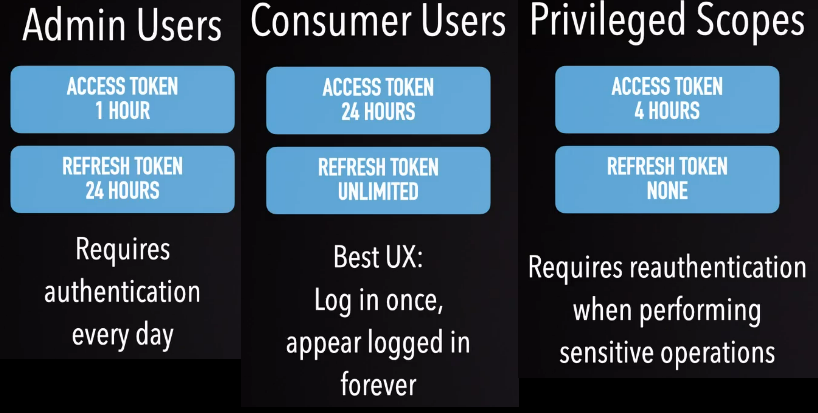 Admin Users
ACCESS TOKEN
1 HOUR
REFRESH TOKEN
24 HOURS
Requires
authentication
every day
Consumer Users
ACCESS TOKEN
24 HOURS
REFRESH TOKEN
UNLIMITED
Best UX:
Log in once,
appear logged in
forever
Privileged Scopes
ACCESS TOKEN
4 HOURS
REFRESH TOKEN
NONE
Requires reauthentication
when performing
sensitive operations